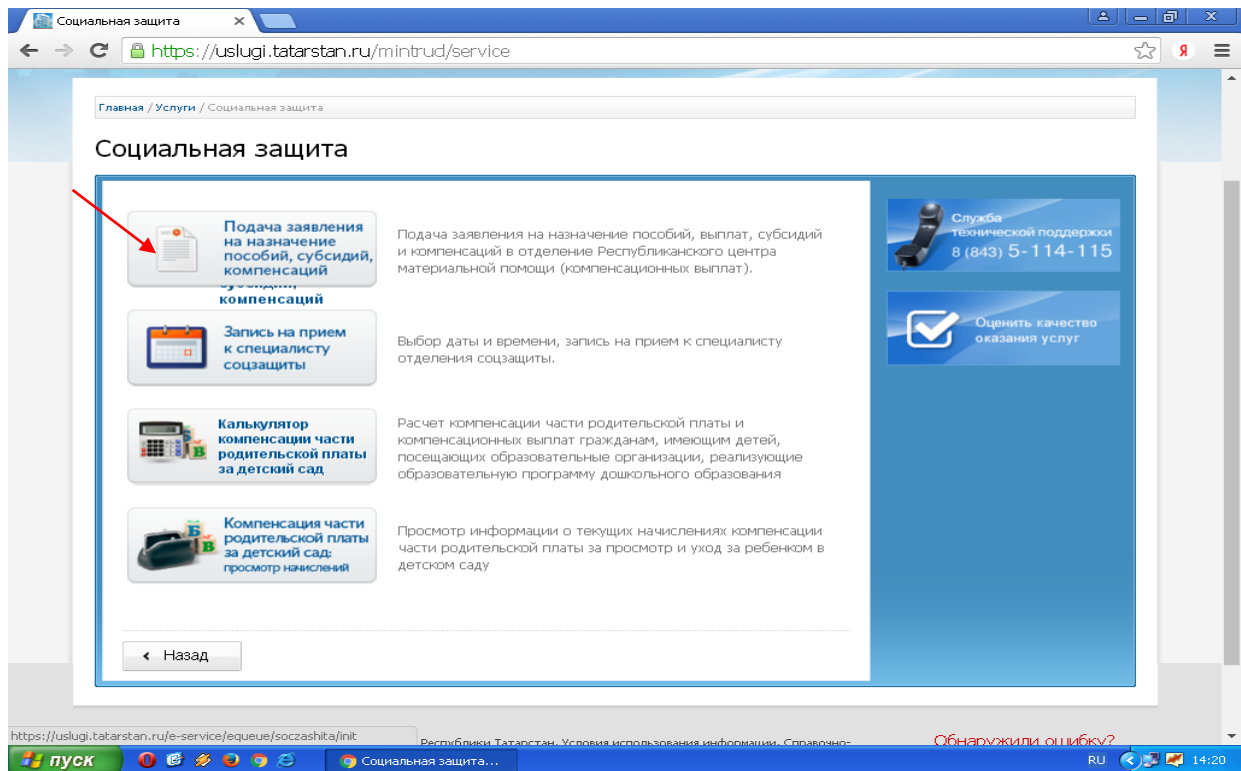 Социальная защита
https://uslugi.tatarstan.ru/mintrud/service
Я
Главная / Услуги / Социальная защита
Социальная защита
Подача заявления
на назначение
пособий, субсидий,
компенсаций
компенсаций
Подача заявления на назначение пособий, выплат, субсидий
и компенсаций в отделение Республиканского центра
материальной помощи (компенсационных выплат).
Запись на прием
к специалисту
соцзащиты
Выбор даты и времени, запись на прием к специалисту
отделения соцзащиты.
Калькулятор
компенсации части
родительской платы
за детский сад
Расчет компенсации части родительской платы и
компенсационных выплат гражданам, имеющим детей,
посещающих образовательные организации, реализующие
образовательную программу дошкольного образования
Компенсация части
родительской платы
за детский сад:
просмотр начислений
Просмотр информации о текущих начислениях компенсации
части родительской платы за просмотр и уход за ребенком в
детском саду
Назад
Служба
технической поддержки
8 (843) 5-114-115
Оценить качество
оказания услуг
https://uslugi.tatarstan.ru/e-service/equeue/soczashita/init
Республики Татарстан. Условия использования информации. Справочно-
Обнаружили ошибку?
пуск
Социальная защита...
RU
14:20